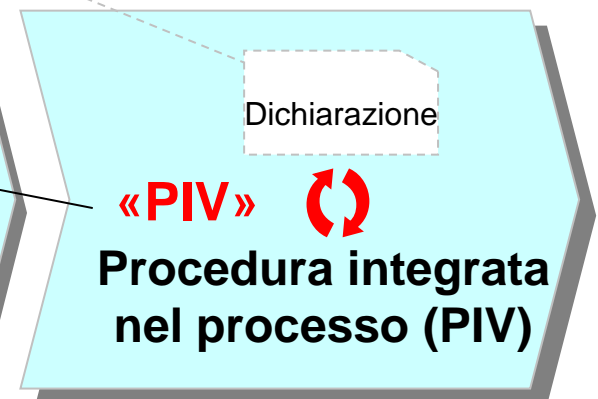 Dichiarazione
«PIV»
Procedura integrata
nel processo (PIV)